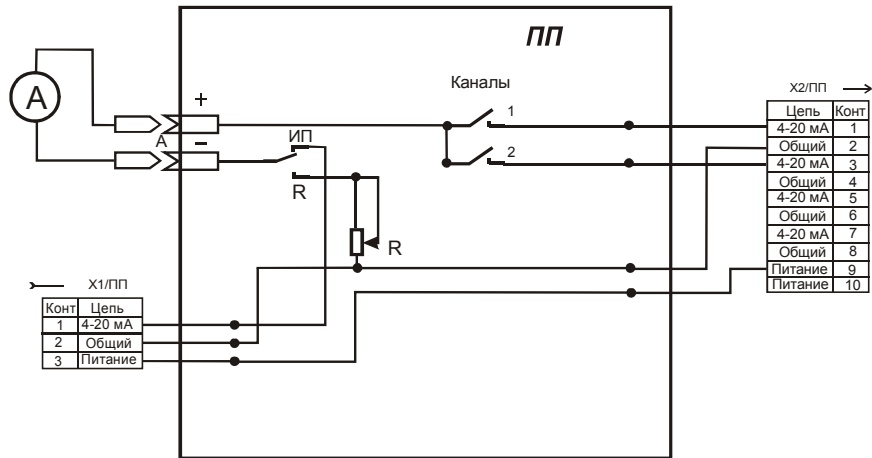 ПП
Каналы
Х2/ПП
Цепь Конт
4-20 мА 1
Общий 2
4-20 мА 3
Общий 4
4-20 мА 5
Общий 6
4-20 мА 7
Общий 8
Питание 9
Питание 10
А
+
А
−
1
2
ИП
R
R
Х1/ПП
Конт Цепь
1 4-20 мА
2 Общий
3 Питание